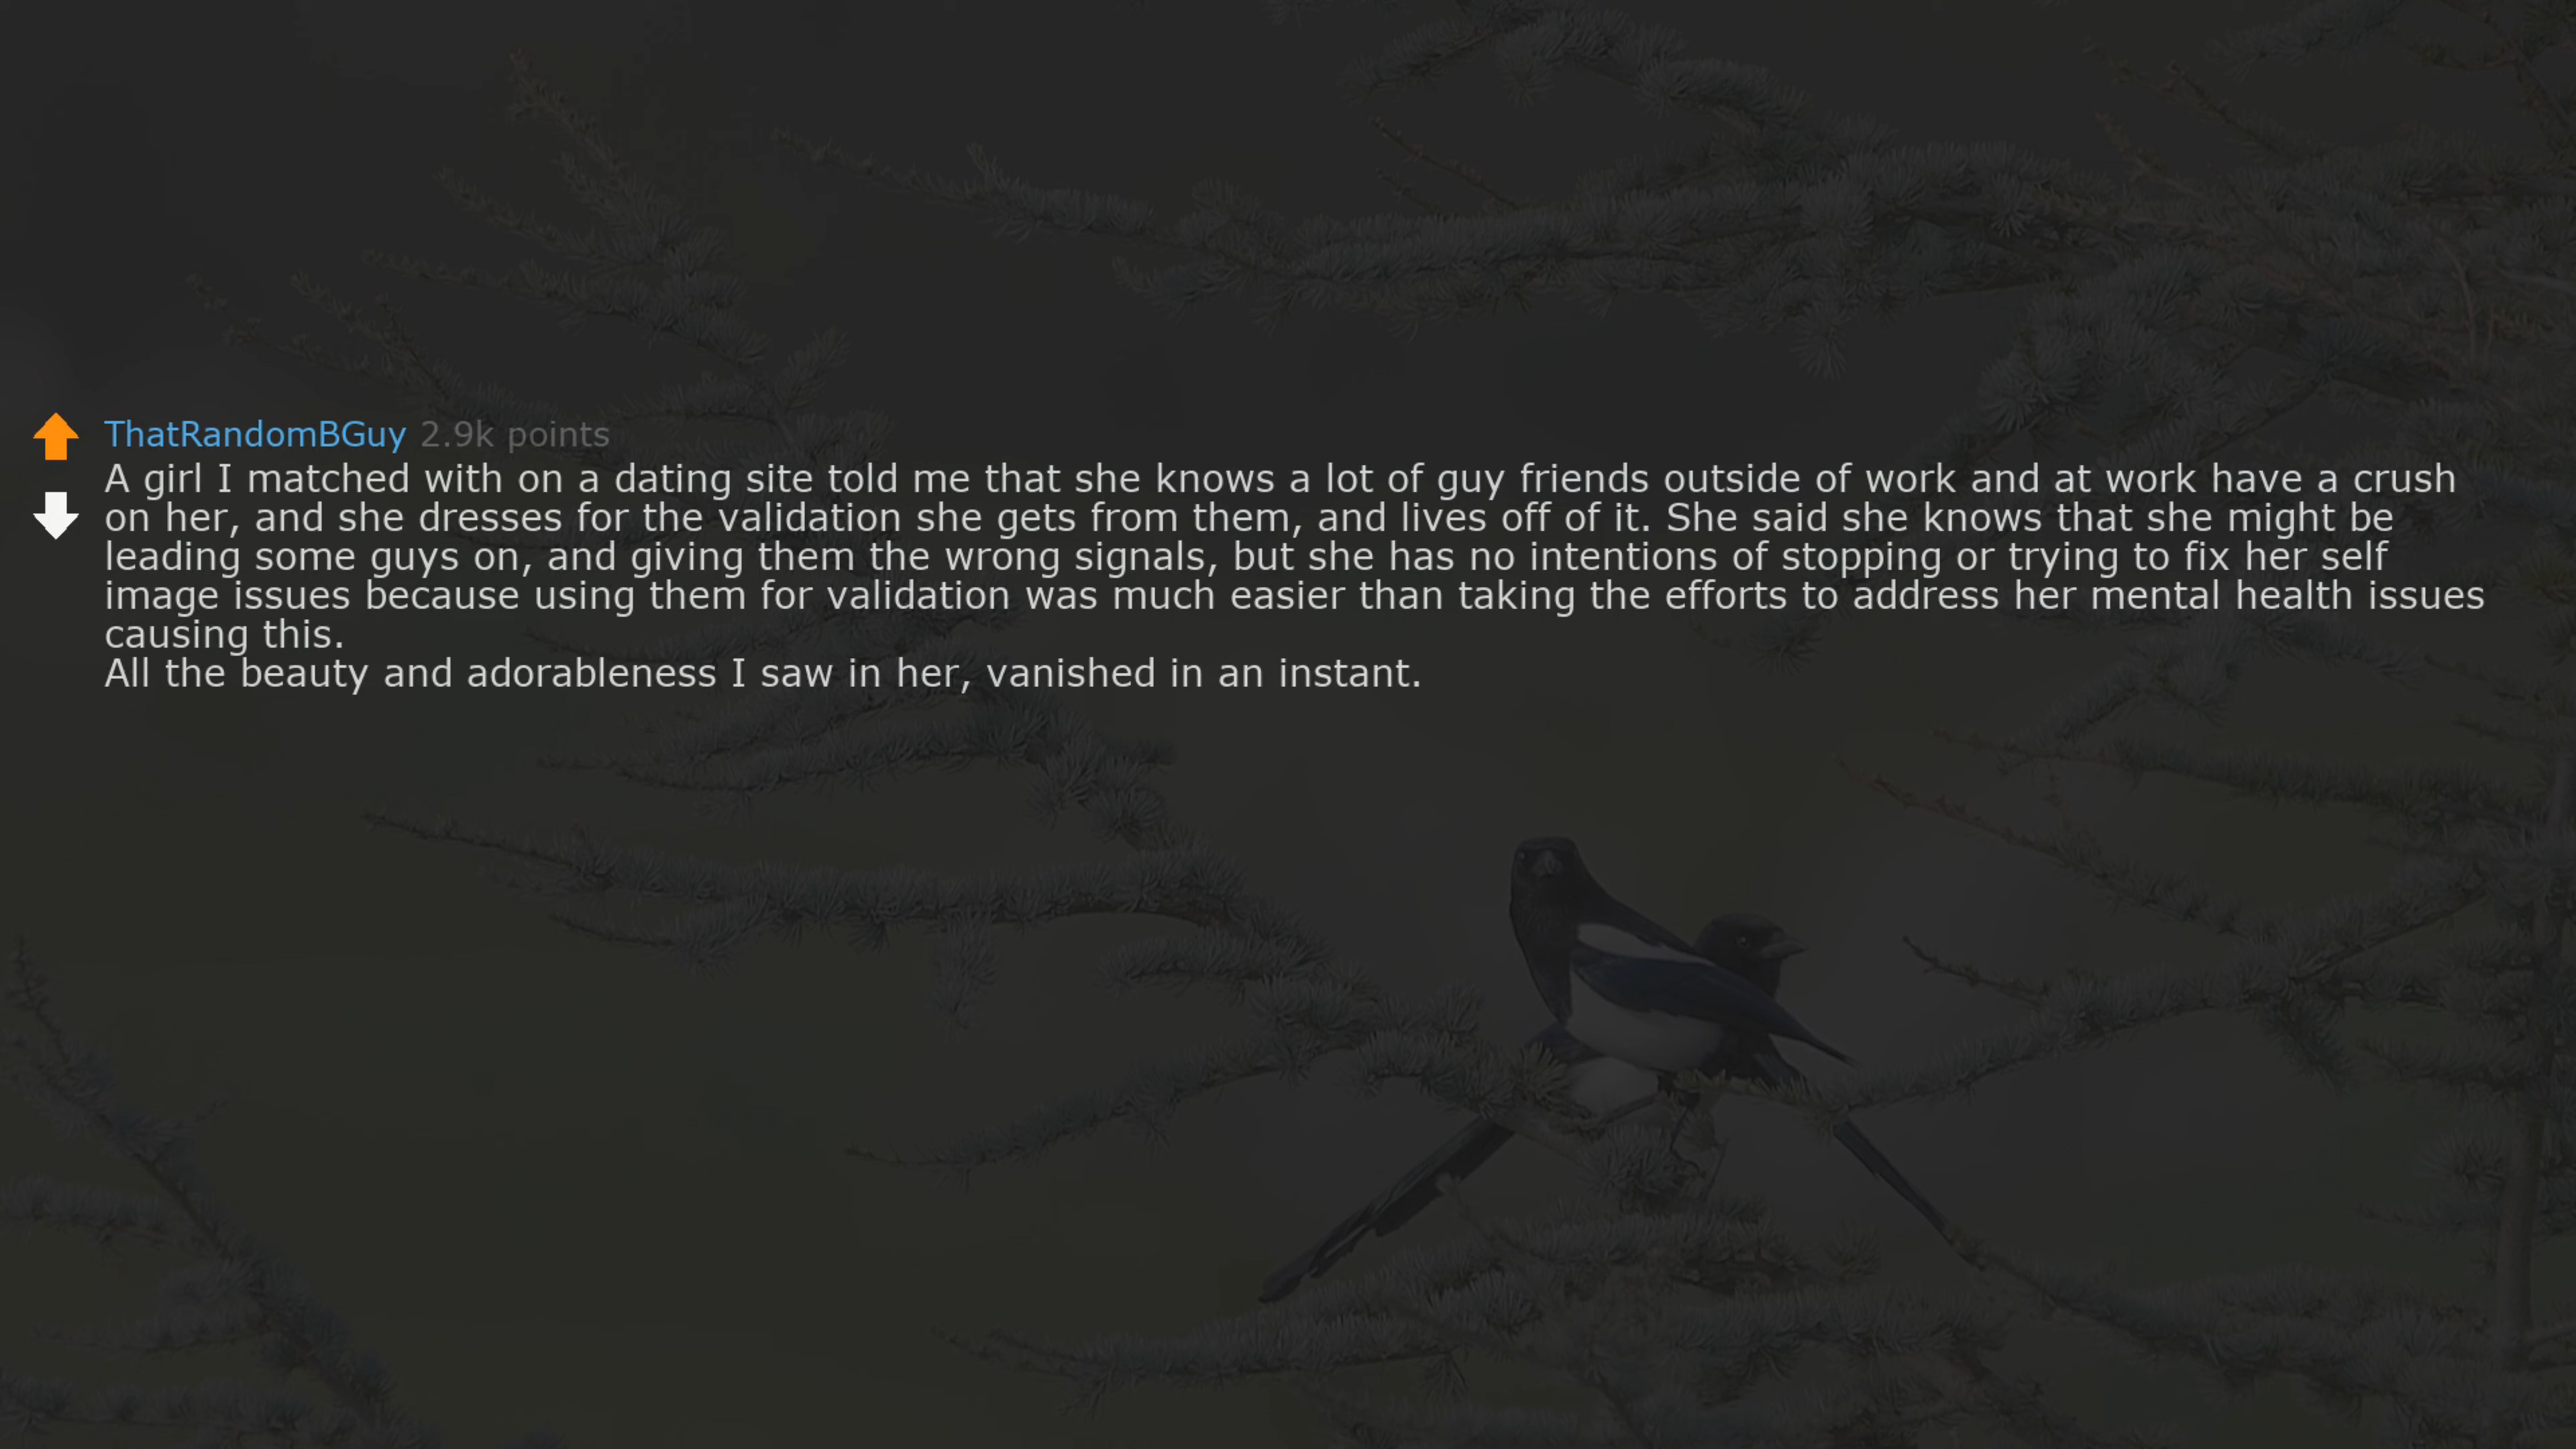 ThatRandomBGuy 2.9k points
A girl I matched with on a dating site told me that she knows a lot of guy friends outside of work and at work have a crush
on her, and she dresses for the validation she gets from them, and lives off of it. She said she knows that she might be
leading some guys on, and giving them the wrong signals, but she has no intentions of stopping or trying to fix her self
image issues because using them for validation was much easier than taking the efforts to address her mental health issues
causing this.
All the beauty and adorableness I saw in her, vanished in an instant.